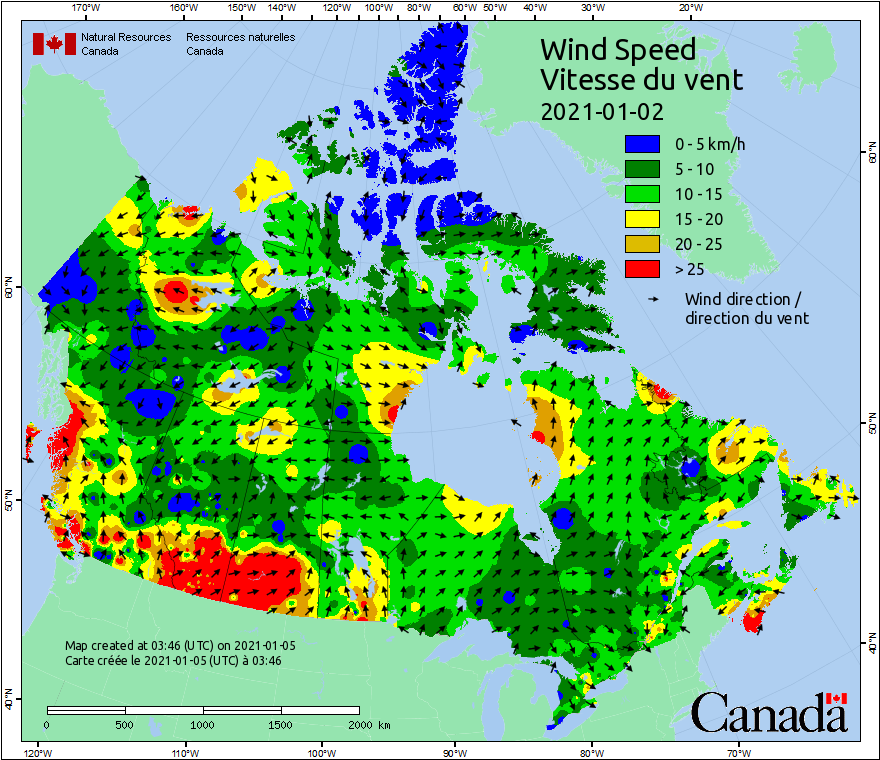 170°W 160°W 150°W 140°W 120°W 100°W 80°W 60°W 50°W 40°W 30°W 20°W
Natural Resources Ressources naturelles
Canada Canada
Wind Speed
Vitesse du vent
2021-01-02
0 - 5 km/h
5 - 10
10 - 15
15 - 20
20 - 25
> 25
Wind direction /
direction du vent
60°N
60°N
50°N
50°N
40°N
40°N
Map created at 03:46 (UTC) on 2021-01-05
Carte créée le 2021-01-05 (UTC) à 03:46
0 500 1000 1500 2000 km
Canada
120°W 110°W 100°W 90°W 80°W 70°W